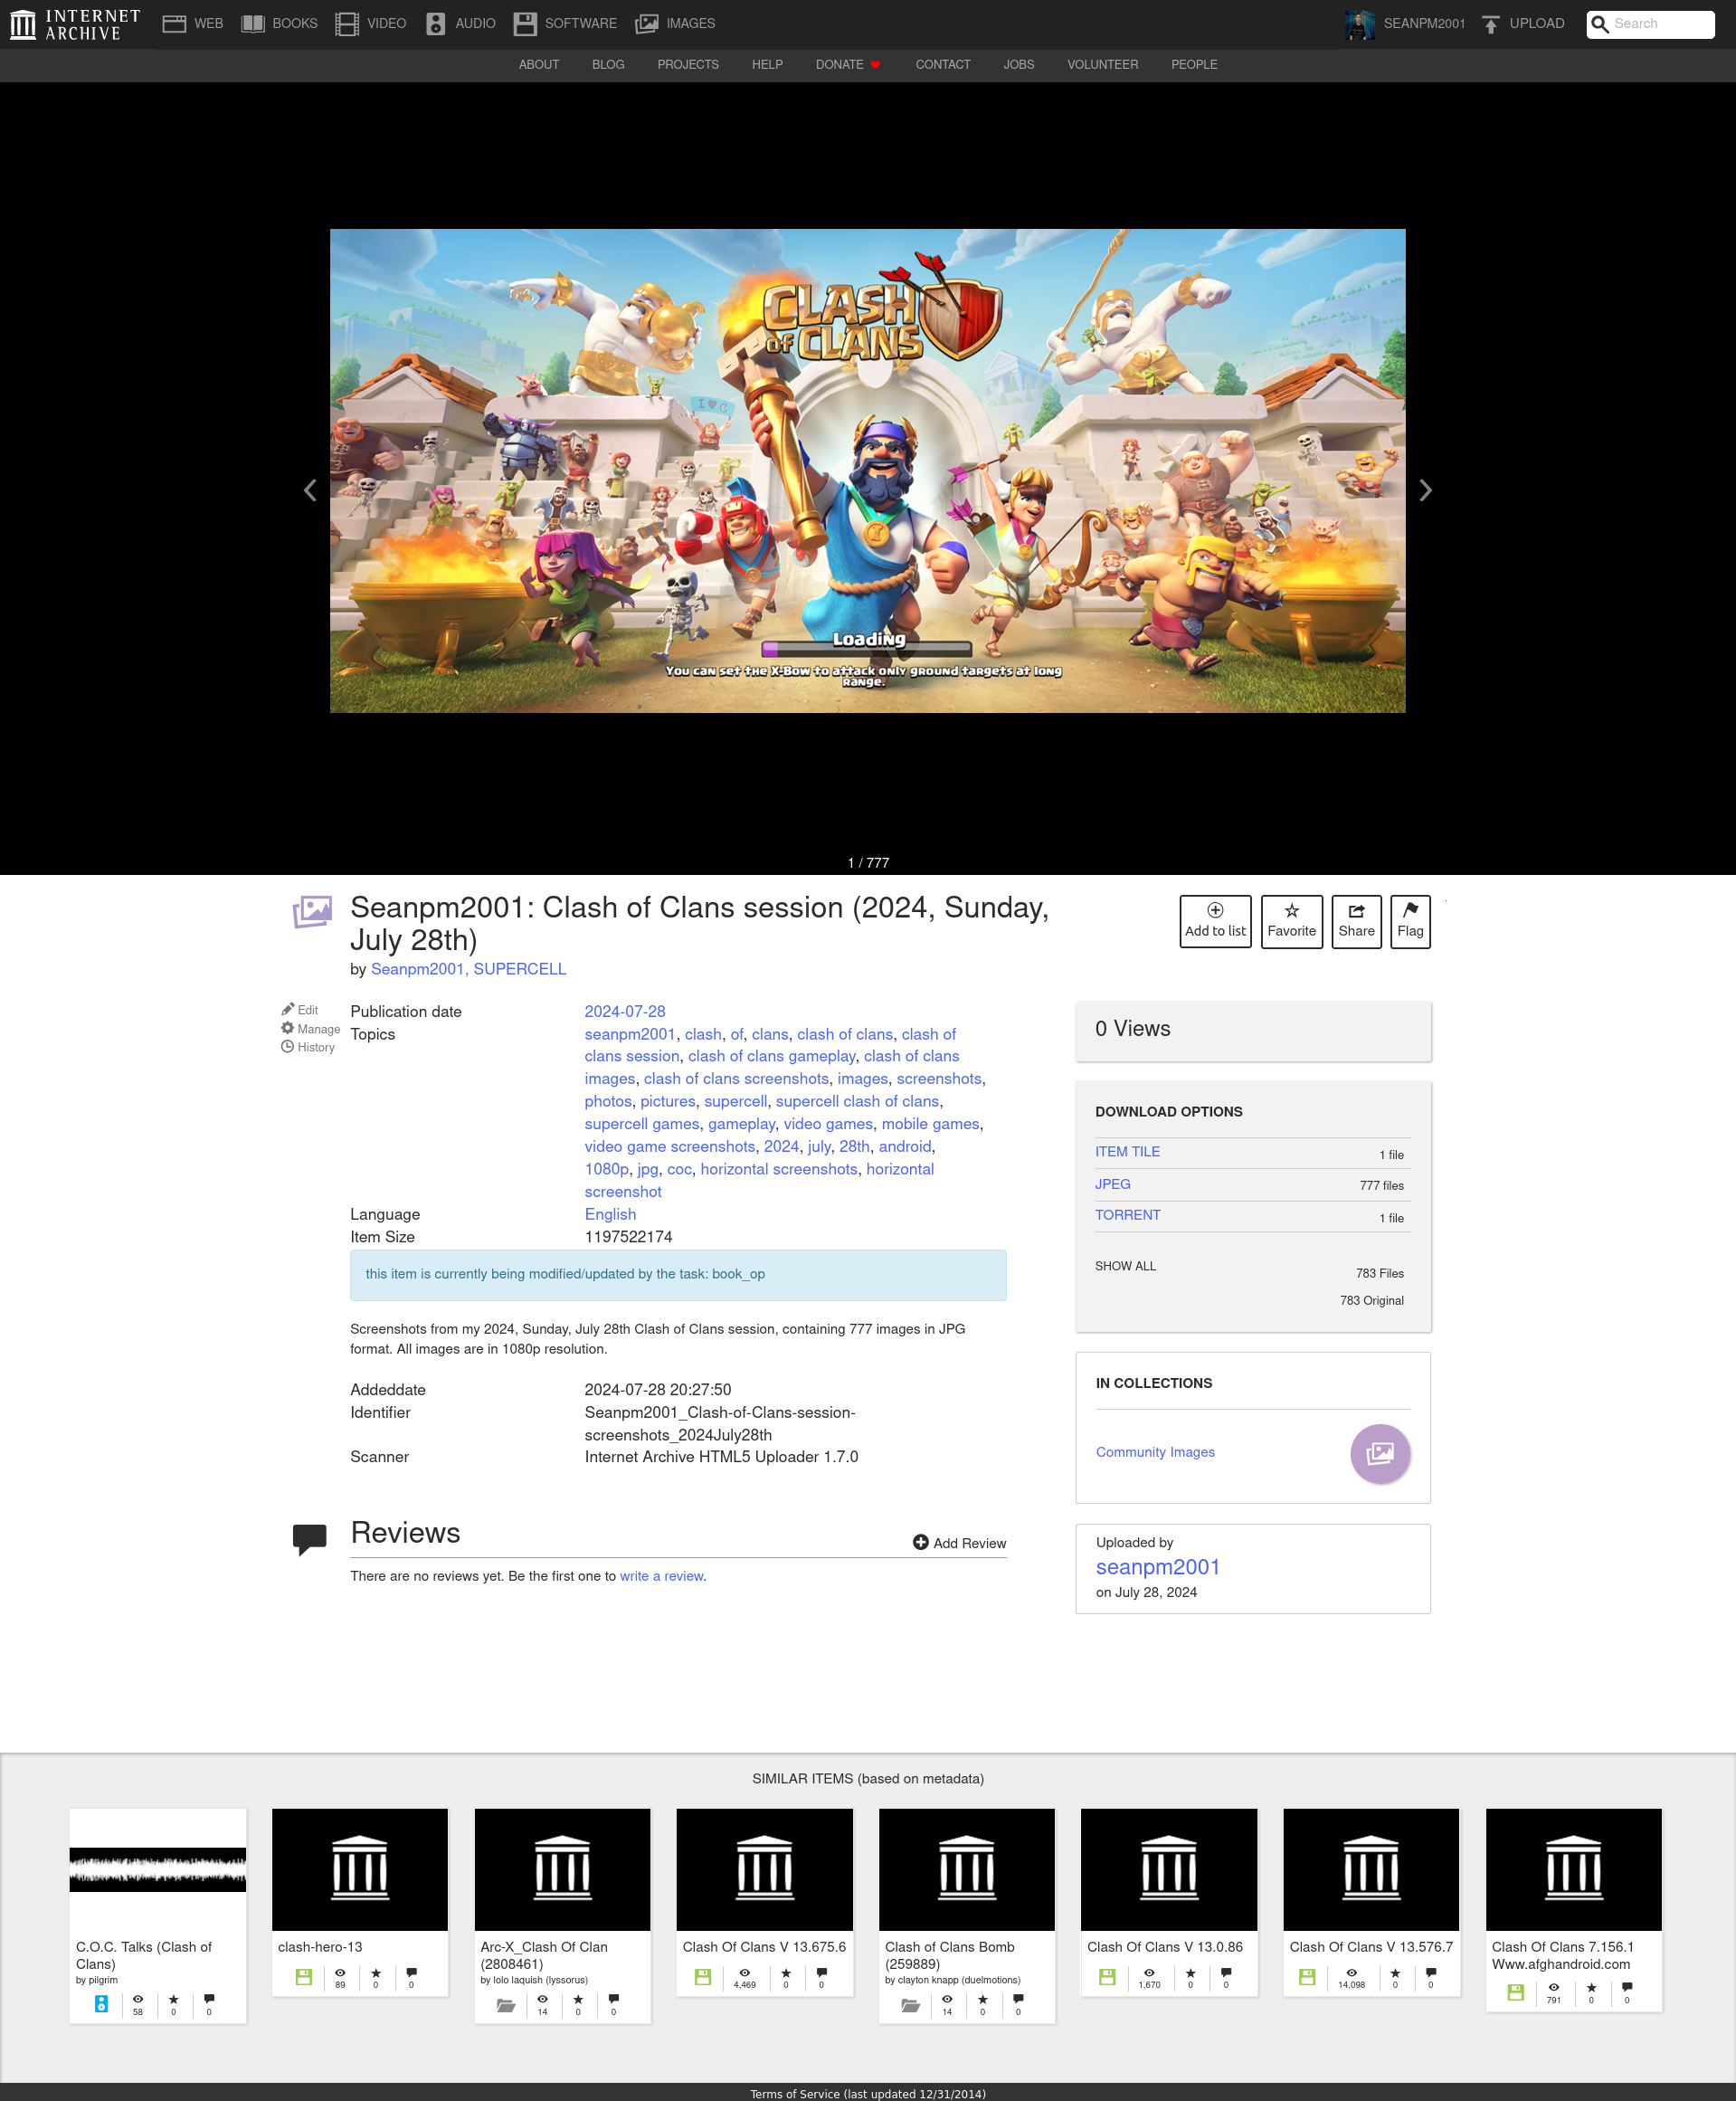 INTERNET ARCHIVE WEB BOOKS VIDEO AUDIO SOFTWARE IMAGES SEANPM2001 UPLOAD Search
ABOUT BLOG PROJECTS HELP DONATE CONTACT JOBS VOLUNTEER PEOPLE
CLASH
OF CLANS
I ♥ C
Loading
You can set the X-Bow to attack only ground targets at long
range.
1 / 777
Seanpm2001: Clash of Clans session (2024, Sunday,
July 28th)
by Seanpm2001, SUPERCELL
Add to list Favorite Share Flag
Edit
Manage
History
Publication date 2024-07-28
Topics seanpm2001, clash, of, clans, clash of clans, clash of
clans session, clash of clans gameplay, clash of clans
images, clash of clans screenshots, images, screenshots,
photos, pictures, supercell, supercell clash of clans,
supercell games, gameplay, video games, mobile games,
video game screenshots, 2024, july, 28th, android,
1080p, jpg, coc, horizontal screenshots, horizontal
screenshot
Language English
Item Size 1197522174
this item is currently being modified/updated by the task: book_op
Screenshots from my 2024, Sunday, July 28th Clash of Clans session, containing 777 images in JPG
format. All images are in 1080p resolution.
Addeddate 2024-07-28 20:27:50
Identifier Seanpm2001_Clash-of-Clans-session-
screenshots_2024July28th
Scanner Internet Archive HTML5 Uploader 1.7.0
Reviews
Add Review
There are no reviews yet. Be the first one to write a review.
0 Views
DOWNLOAD OPTIONS
ITEM TILE 1 file
JPEG 777 files
TORRENT 1 file
SHOW ALL 783 Files
783 Original
IN COLLECTIONS
Community Images
Uploaded by
seanpm2001
on July 28, 2024
SIMILAR ITEMS (based on metadata)
C.O.C. Talks (Clash of
Clans)
by pilgrim
58 0 0
clash-hero-13
89 0 0
Arc-X_Clash Of Clan
(2808461)
by lolo laquish (lyssorus)
14 0 0
Clash Of Clans V 13.675.6
4,469 0 0
Clash of Clans Bomb
(259889)
by clayton knapp (duelmotions)
14 0 0
Clash Of Clans V 13.0.86
1,670 0 0
Clash Of Clans V 13.576.7
14,098 0 0
Clash Of Clans 7.156.1
Www.afghandroid.com
791 0 0
Terms of Service (last updated 12/31/2014)